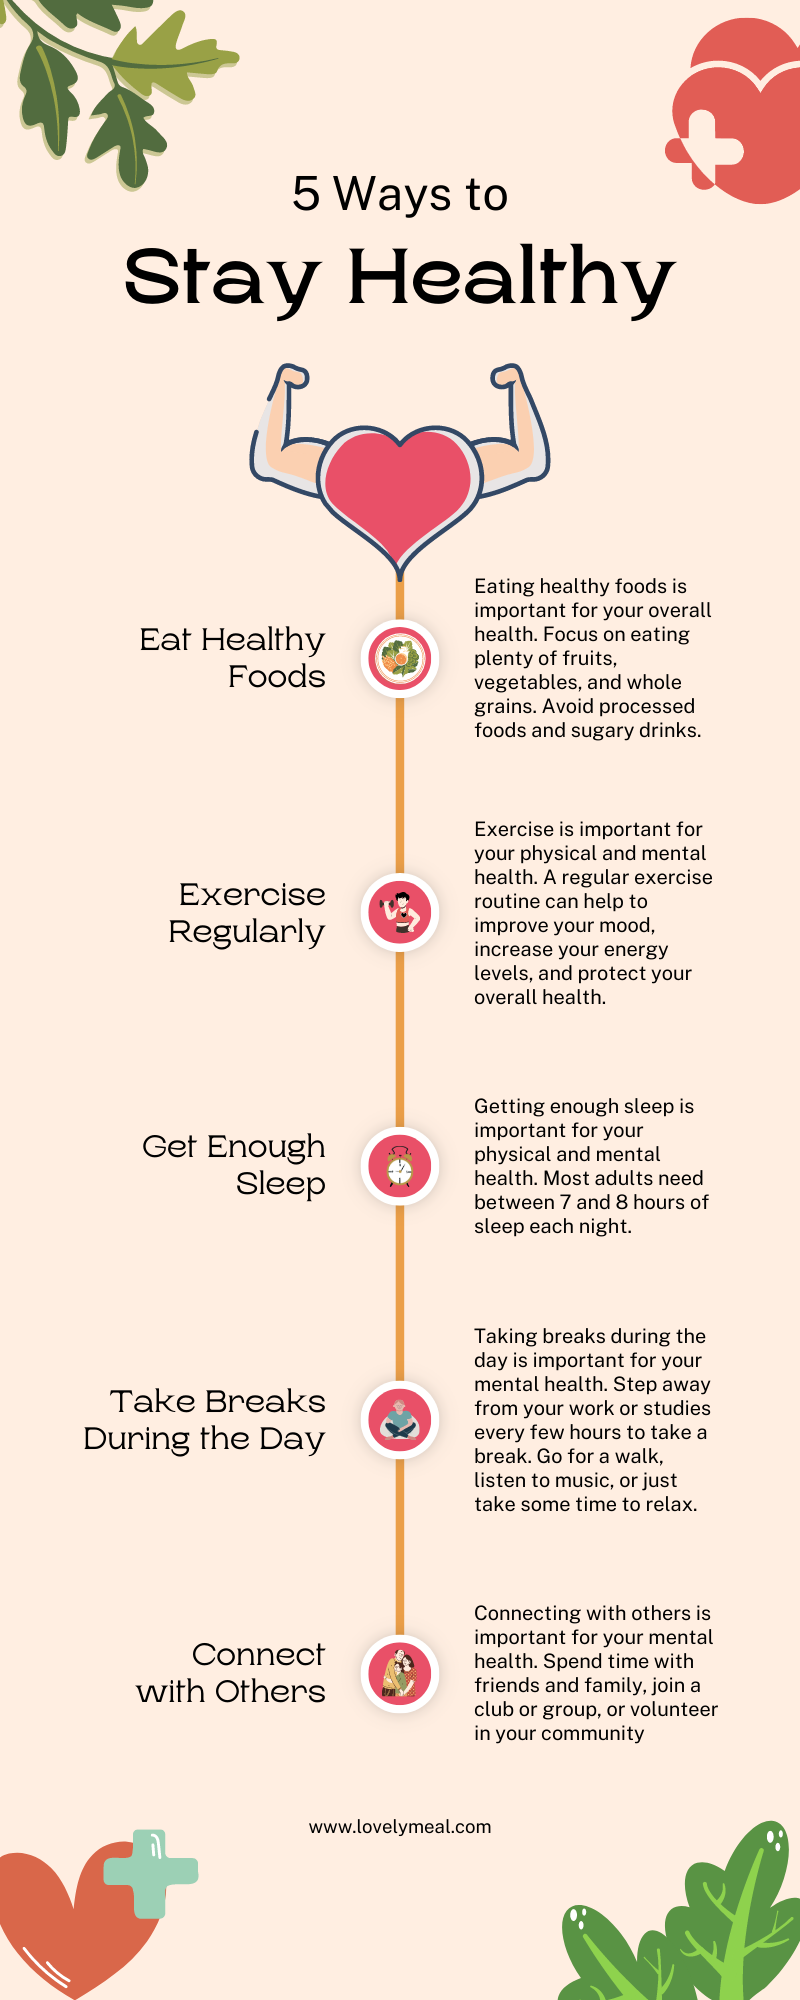 5 Ways to
Stay Healthy
Eat Healthy
Foods
Eating healthy foods is
important for your overall
health. Focus on eating
plenty of fruits,
vegetables, and whole
grains. Avoid processed
foods and sugary drinks.
Exercise
Regularly
Exercise is important for
your physical and mental
health. A regular exercise
routine can help to
improve your mood,
increase your energy
levels, and protect your
overall health.
Get Enough
Sleep
Getting enough sleep is
important for your
physical and mental
health. Most adults need
between 7 and 8 hours of
sleep each night.
Take Breaks
During the Day
Taking breaks during the
day is important for your
mental health. Step away
from your work or studies
every few hours to take a
break. Go for a walk,
listen to music, or just
take some time to relax.
Connect
with Others
Connecting with others is
important for your mental
health. Spend time with
friends and family, join a
club or group, or volunteer
in your community
www.lovelymeal.com